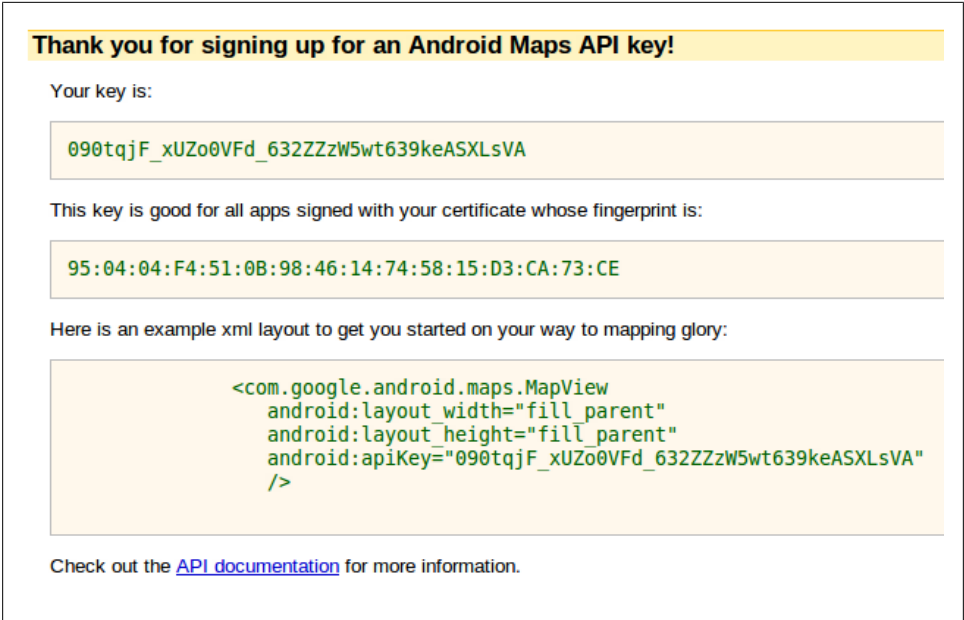 Thank you for signing up for an Android Maps API key!
Your key is:
090tqjF_xUZo0VFd_632ZZzW5wt639keASXLsVA
This key is good for all apps signed with your certificate whose fingerprint is:
95:04:04:F4:51:0B:98:46:14:74:58:15:D3:CA:73:CE
Here is an example xml layout to get you started on your way to mapping glory:
<com.google.android.maps.MapView
android:layout_width="fill_parent"
android:layout_height="fill_parent"
android:apiKey="090tqjF_xUZo0VFd_632ZZzW5wt639keASXLsVA"
/>
Check out the API documentation for more information.